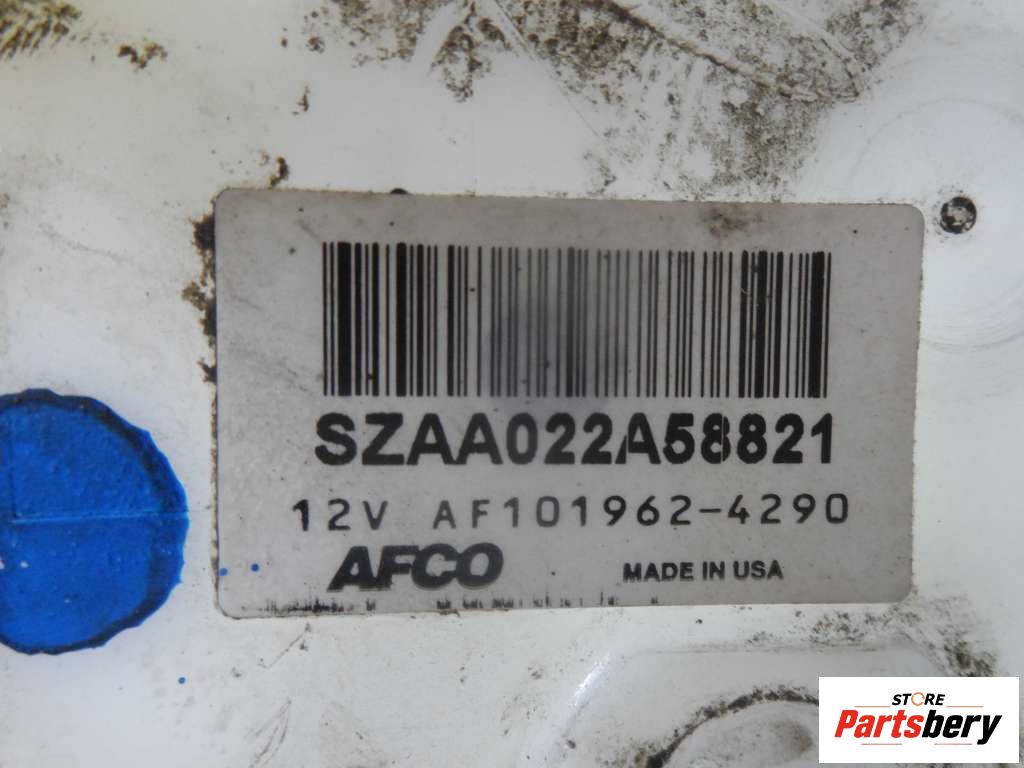 SZAA022A58821
12V AF101962-4290
AFCO MADE IN USA
STORE
Partsbery